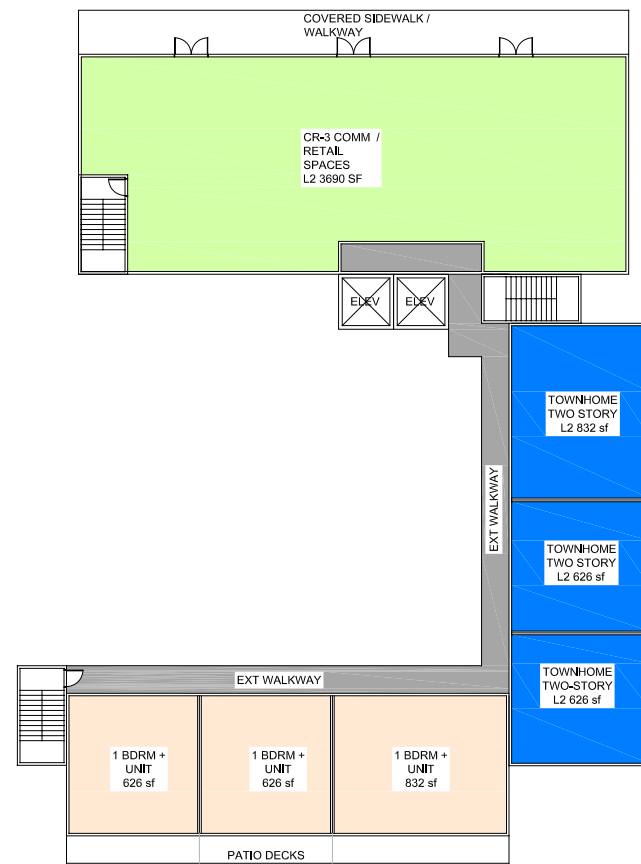 COVERED SIDEWALK /
WALKWAY
CR-3 COMM /
RETAIL
SPACES
L2 3690 SF
ELEV
ELEV
TOWNHOME
TWO STORY
L2 832 sf
EXT WALKWAY
TOWNHOME
TWO STORY
L2 626 sf
TOWNHOME
TWO-STORY
L2 626 sf
EXT WALKWAY
1 BDRM +
UNIT
626 sf
1 BDRM +
UNIT
626 sf
1 BDRM +
UNIT
832 sf
PATIO DECKS